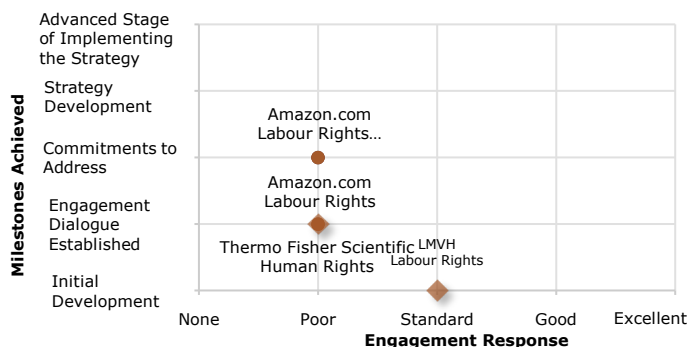 Advanced Stage
of Implementing
the Strategy
Strategy
Development
Commitments to
Address
Engagement
Dialogue
Established
Initial
Development
Milestones Achieved
Amazon.com
Labour Rights…
Amazon.com
Labour Rights
Thermo Fisher Scientific
Human Rights
LMVH
Labour Rights
None
Poor
Standard
Good
Excellent
Engagement Response